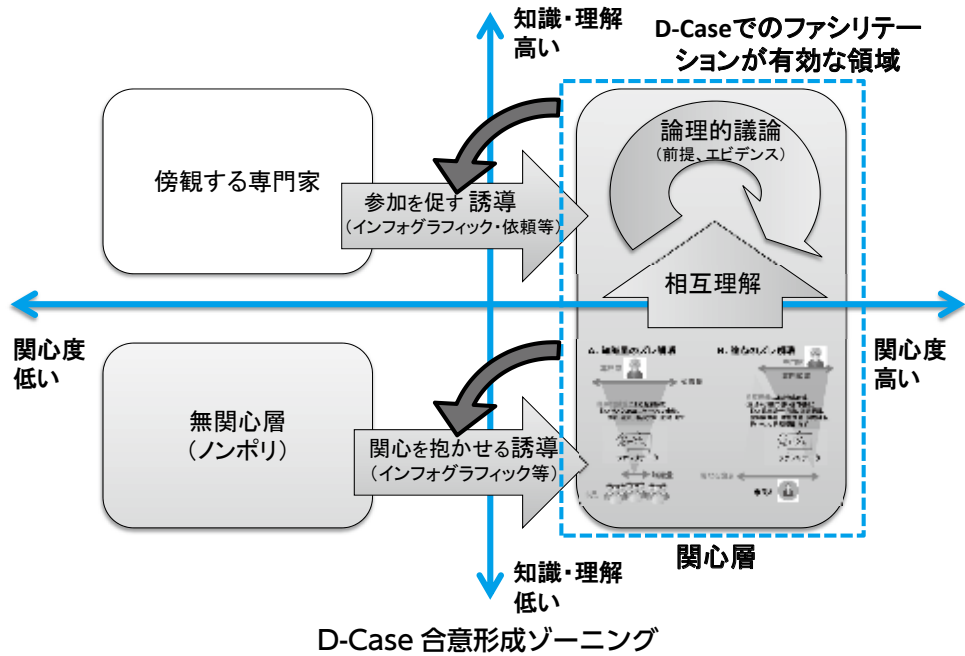 知識・理解
高い
D-Caseでのファシリテー
ションが有効な領域
傍観する専門家
参加を促す 誘導
（インフォグラフィック・依頼等）
論理的議論
（前提、エビデンス）
相互理解
関心度
低い
関心度
高い
無関心層
（ノンポリ）
関心を抱かせる誘導
（インフォグラフィック等）
関心層
知識・理解
低い
D-Case 合意形成ゾーニング